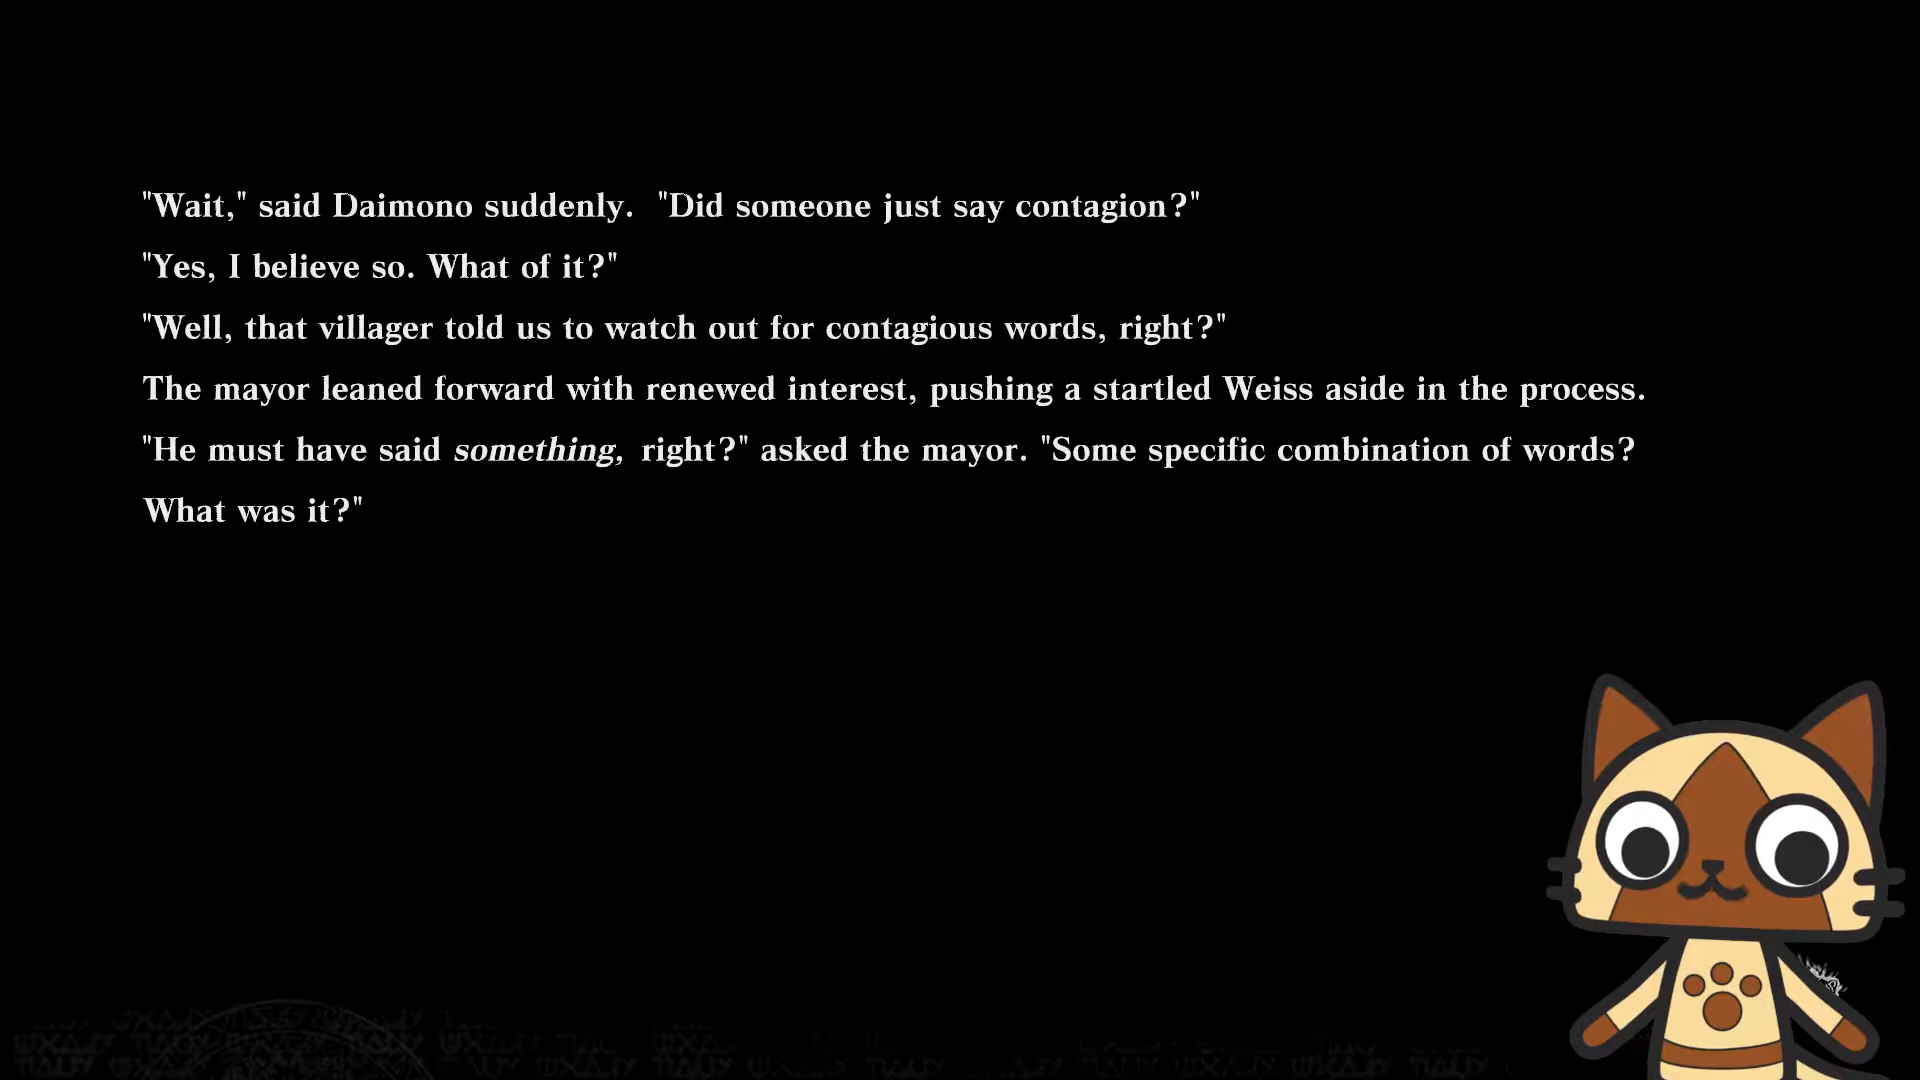 "Wait," said Daimono suddenly.  "Did someone just say contagion?"
"Yes, I believe so. What of it?"
"Well, that villager told us to watch out for contagious words, right?"
The mayor leaned forward with renewed interest, pushing a startled Weiss aside in the process.
"He must have said something, right?" asked the mayor. "Some specific combination of words?
What was it?"